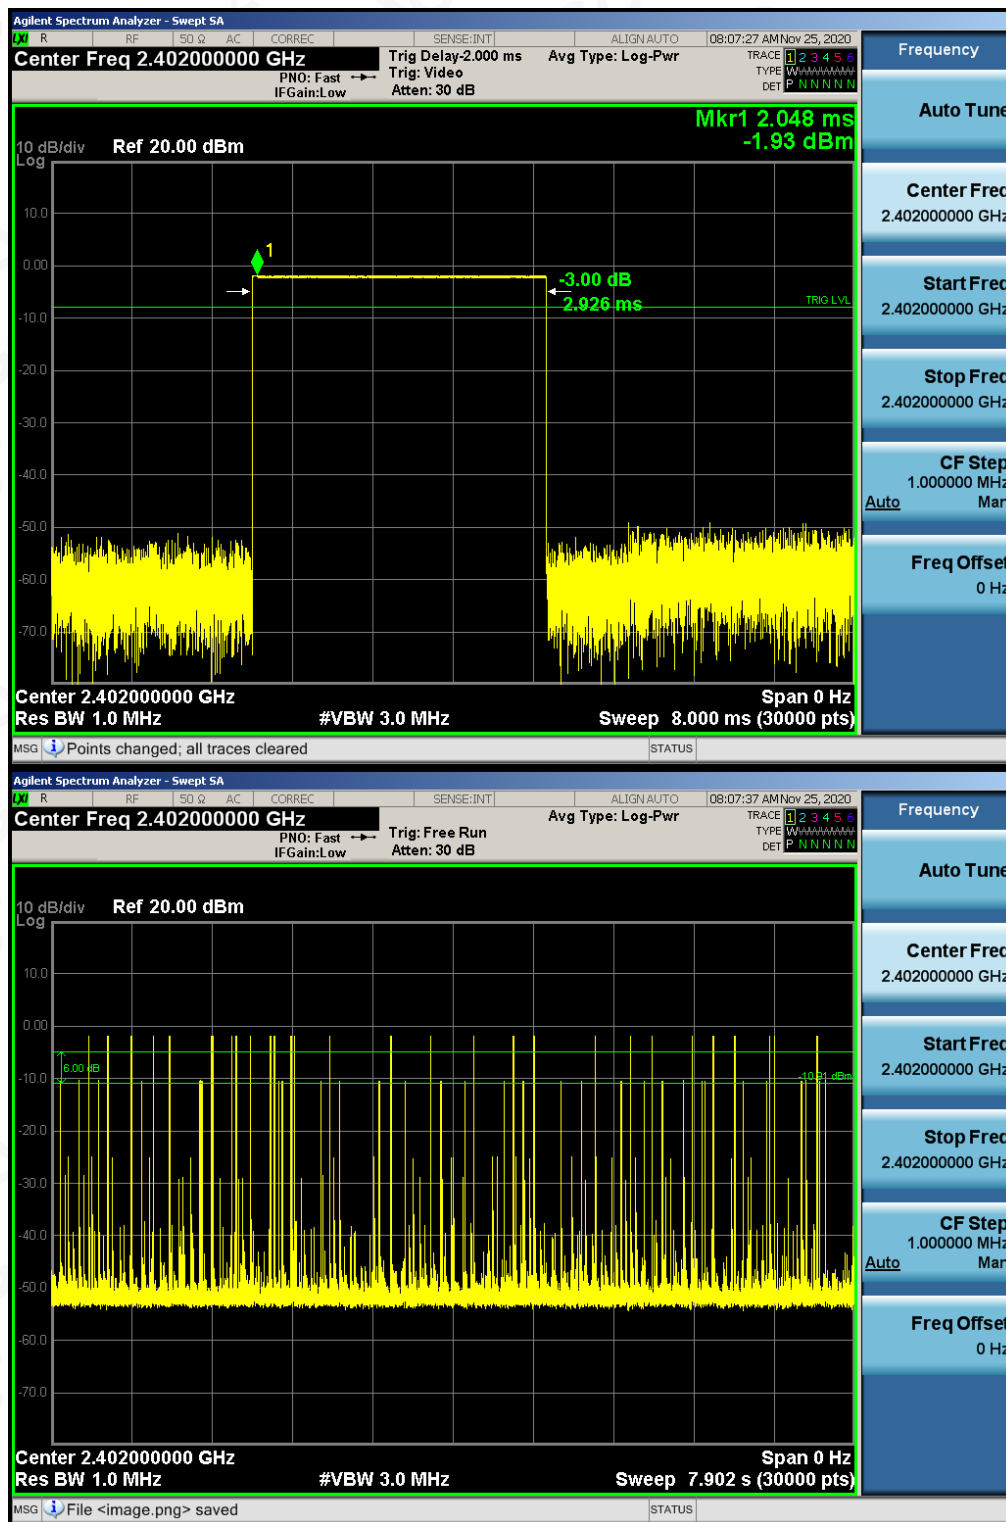 Agilent Spectrum Analyzer - Swept SA
LXI R RF 50 Ω AC CORREC SENSE:INT ALIGN AUTO 08:07:27 AM Nov 25, 2020
Center Freq 2.402000000 GHz
PNO: Fast
IFGain:Low
Trig Delay-2.000 ms
Trig: Video
Atten: 30 dB
Avg Type: Log-Pwr
TRACE 1 2 3 4 5 6
TYPE W
DET P N N N N N
Mkr1 2.048 ms
-1.93 dBm
10 dB/div Ref 20.00 dBm
Log
10.0
0.00
-10.0
-20.0
-30.0
-40.0
-50.0
-60.0
-70.0
1
-3.00 dB
2.926 ms
TRIG LVL
Center 2.402000000 GHz Span 0 Hz
Res BW 1.0 MHz #VBW 3.0 MHz Sweep 8.000 ms (30000 pts)
MSG Points changed; all traces cleared STATUS
Frequency
Auto Tune
Center Freq
2.402000000 GHz
Start Freq
2.402000000 GHz
Stop Freq
2.402000000 GHz
CF Step
1.000000 MHz
Auto Man
Freq Offset
0 Hz
Agilent Spectrum Analyzer - Swept SA
LXI R RF 50 Ω AC CORREC SENSE:INT ALIGN AUTO 08:07:37 AM Nov 25, 2020
Center Freq 2.402000000 GHz
PNO: Fast
IFGain:Low
Trig: Free Run
Atten: 30 dB
Avg Type: Log-Pwr
TRACE 1 2 3 4 5 6
TYPE W
DET P N N N N N
10 dB/div Ref 20.00 dBm
Log
10.0
0.00
-10.0
-20.0
-30.0
-40.0
-50.0
-60.0
-70.0
6.00 dB
-10.91 dBm
Center 2.402000000 GHz Span 0 Hz
Res BW 1.0 MHz #VBW 3.0 MHz Sweep 7.902 s (30000 pts)
MSG File <image.png> saved STATUS
Frequency
Auto Tune
Center Freq
2.402000000 GHz
Start Freq
2.402000000 GHz
Stop Freq
2.402000000 GHz
CF Step
1.000000 MHz
Auto Man
Freq Offset
0 Hz